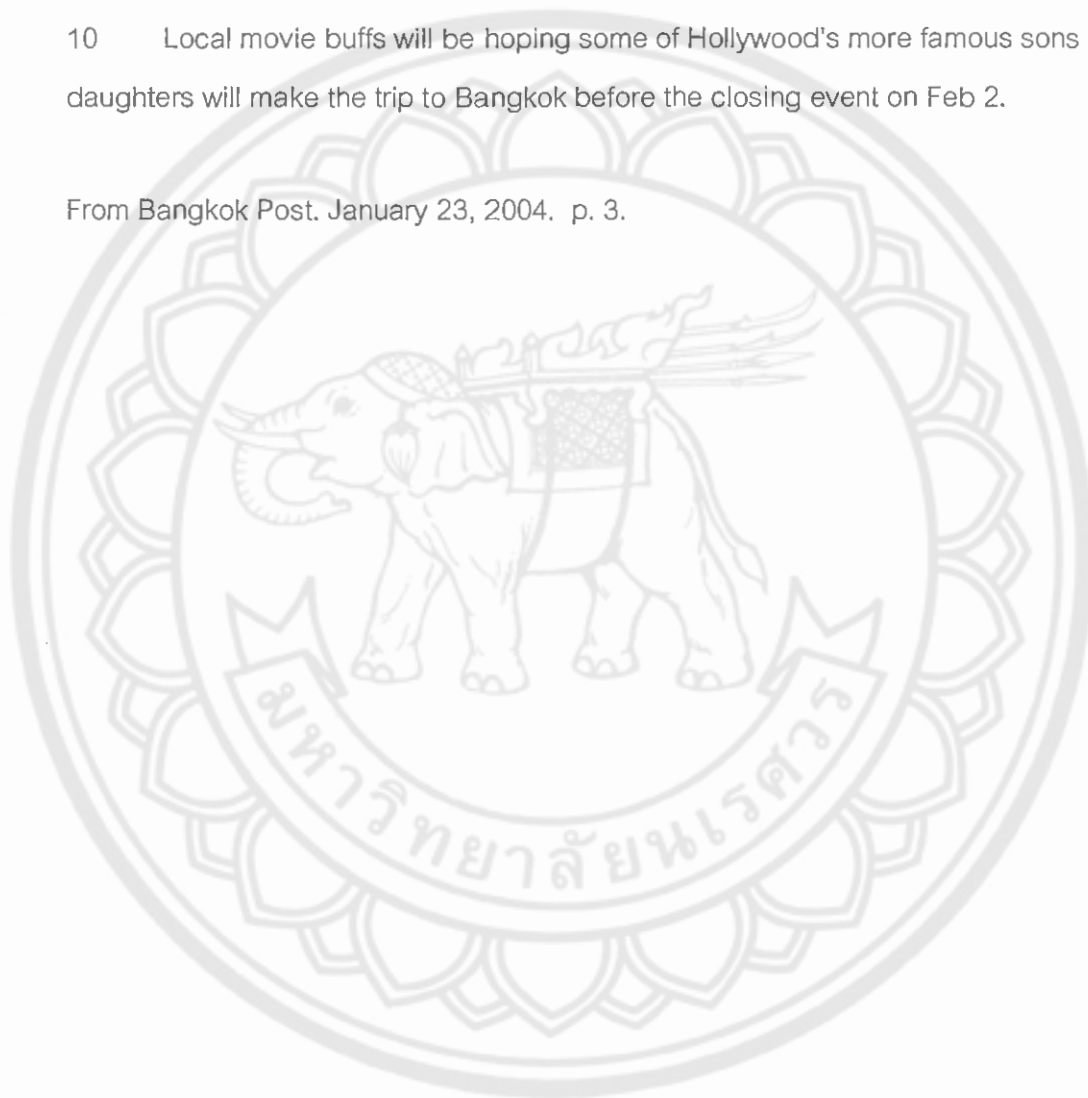 10 Local movie buffs will be hoping some of Hollywood's more famous sons
daughters will make the trip to Bangkok before the closing event on Feb 2.
From Bangkok Post. January 23, 2004. p. 3.
มหาวิทยาลัยนเรศวร